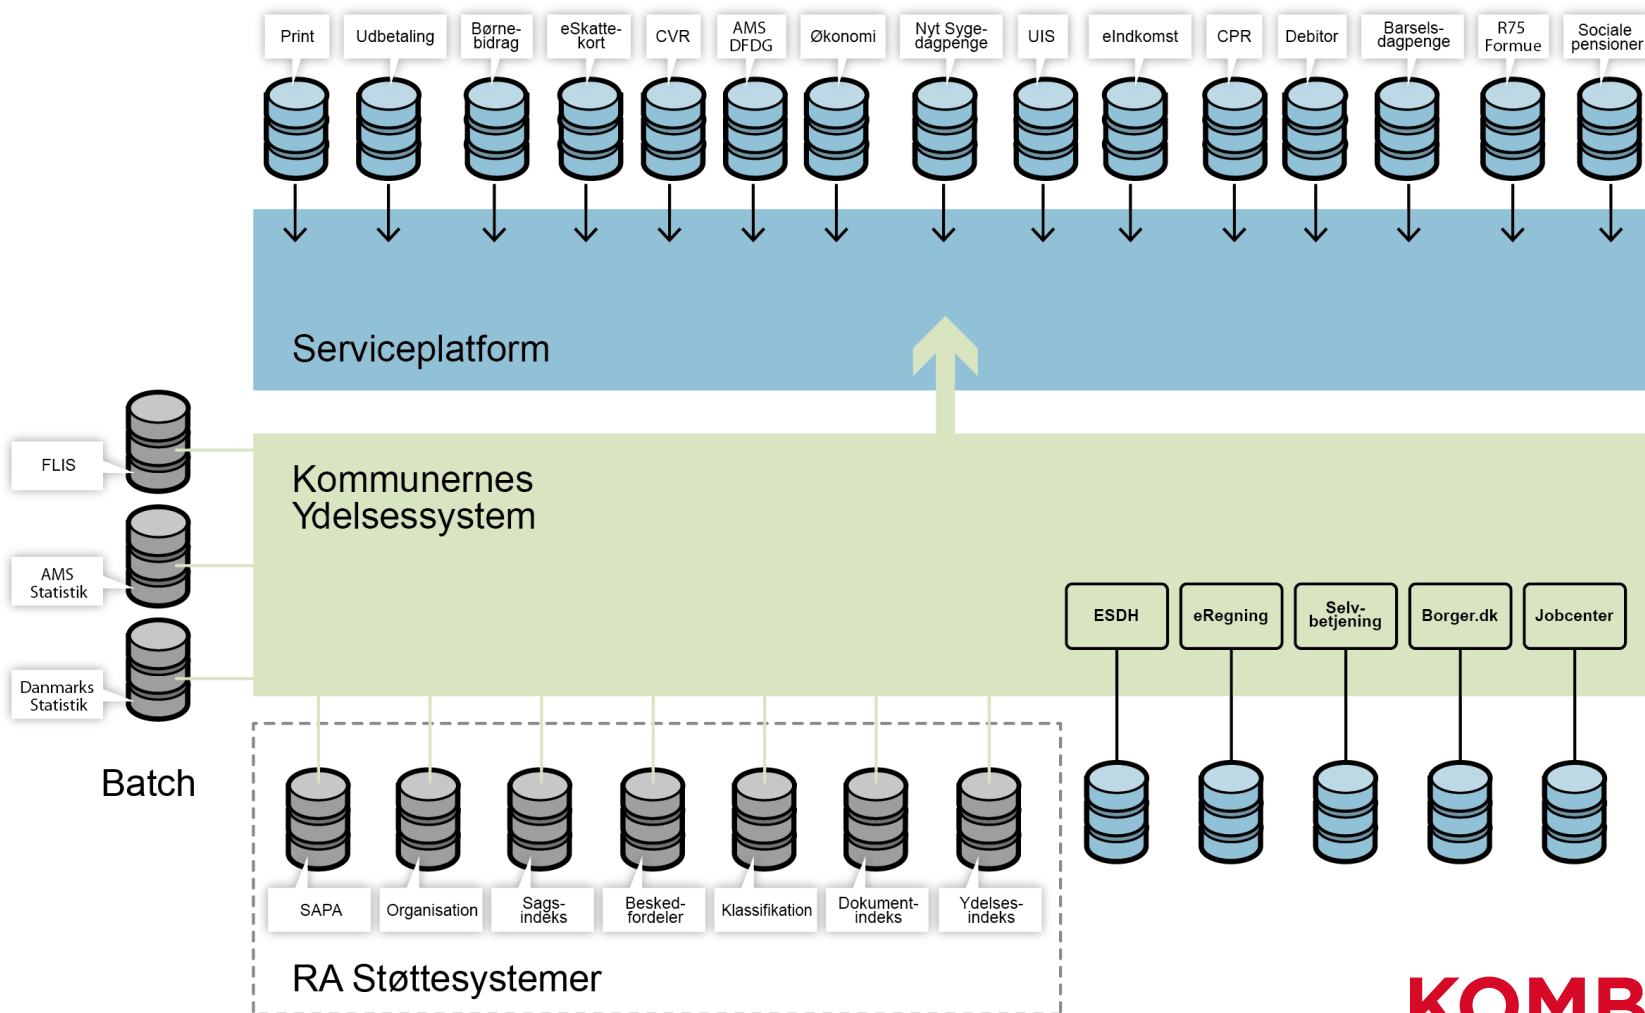 Print
Udbetaling
Børne-
bidrag
eSkatte-
kort
CVR
AMS
DFDG
Økonomi
Nyt Syge-
dagpenge
UIS
eIndkomst
CPR
Debitor
Barsels-
dagpenge
R75
Formue
Sociale
pensioner
Serviceplatform
FLIS
AMS
Statistik
Danmarks
Statistik
Batch
Kommunernes
Ydelsessystem
ESDH
eRegning
Selv-
betjening
Borger.dk
Jobcenter
SAPA
Organisation
Sags-
indeks
Besked-
fordeler
Klassifikation
Dokument-
indeks
Ydelses-
indeks
RA Støttesystemer
KOMB